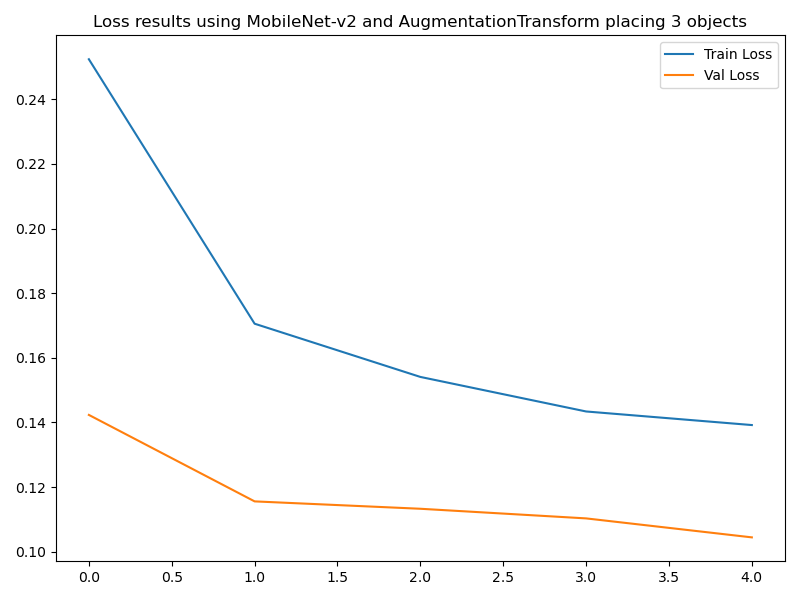 Loss results using MobileNet-v2 and AugmentationTransform placing 3 objects
Train Loss
Val Loss
0.24
0.22
0.20
0.18
0.16
0.14
0.12
0.10
0.0 0.5 1.0 1.5 2.0 2.5 3.0 3.5 4.0